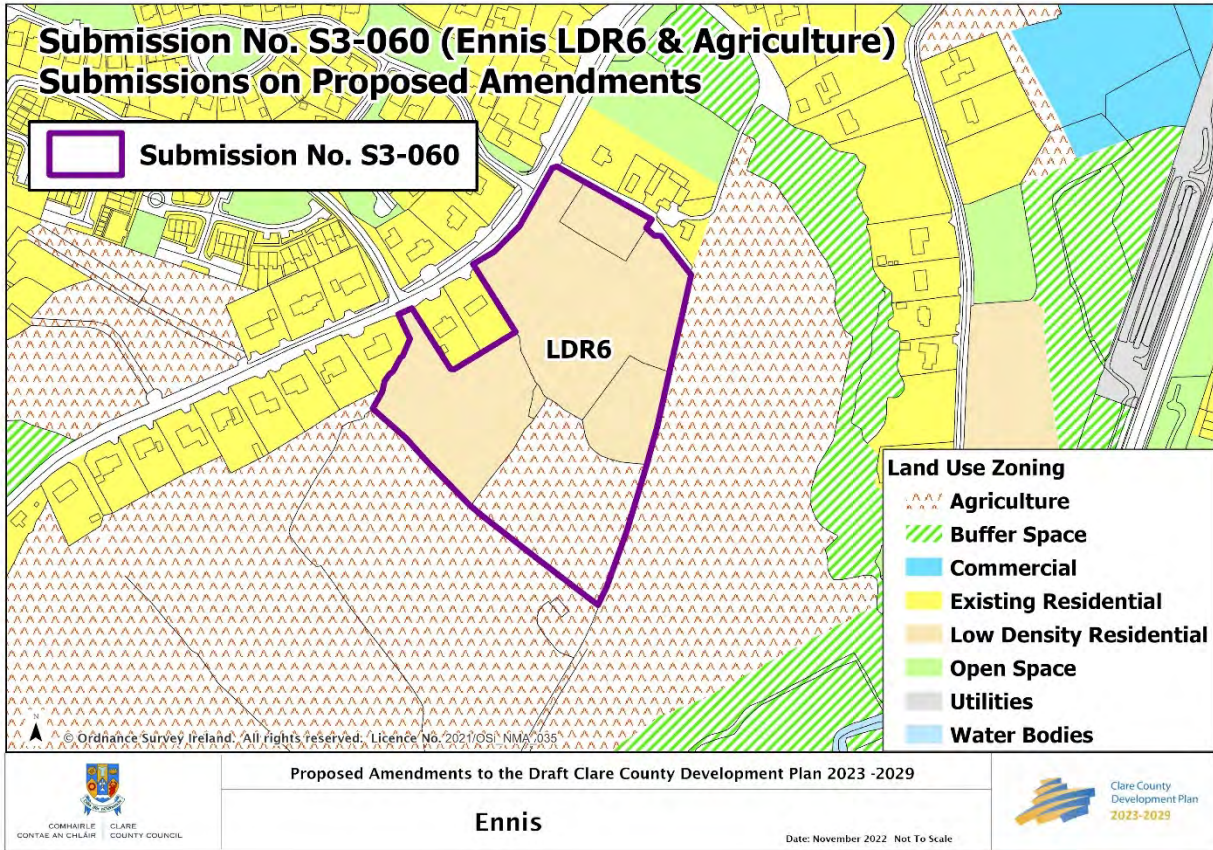 Submission No. S3-060 (Ennis LDR6 & Agriculture)
Submissions on Proposed Amendments
Submission No. S3-060
LDR6
Land Use Zoning
Agriculture
Buffer Space
Commercial
Existing Residential
Low Density Residential
Open Space
Utilities
Water Bodies
N
© Ordnance Survey Ireland. All rights reserved. Licence No. 2021/OSi_NMA_035
COMHAIRLE CONTAE AN CHLÁIR
CLARE COUNTY COUNCIL
Proposed Amendments to the Draft Clare County Development Plan 2023 -2029
Ennis
Date: November 2022 Not To Scale
Clare County
Development Plan
2023-2029